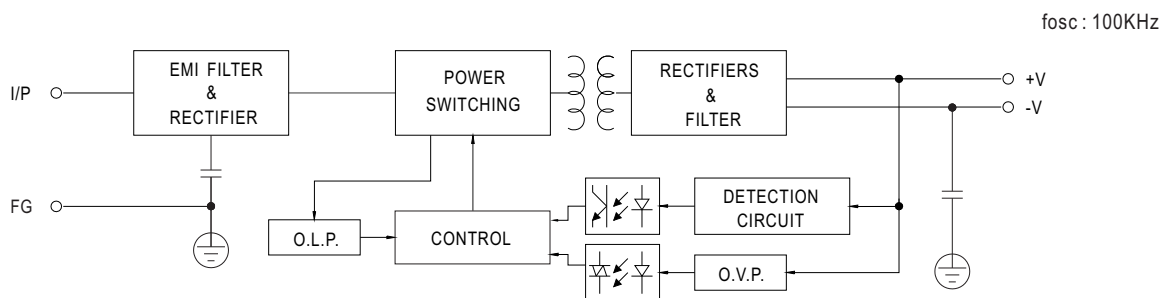 fosc : 100KHz
I/P
EMI FILTER
&
RECTIFIER
POWER
SWITCHING
RECTIFIERS
&
FILTER
+V
-V
FG
O.L.P.
CONTROL
DETECTION
CIRCUIT
O.V.P.